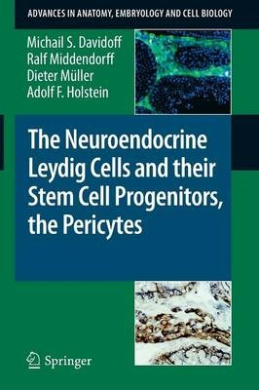 ADVANCES IN ANATOMY, EMBRYOLOGY AND CELL BIOLOGY
Michail S. Davidoff
Ralf Middendorff
Dieter Müller
Adolf F. Holstein
The Neuroendocrine
Leydig Cells and their
Stem Cell Progenitors,
the Pericytes
Springer